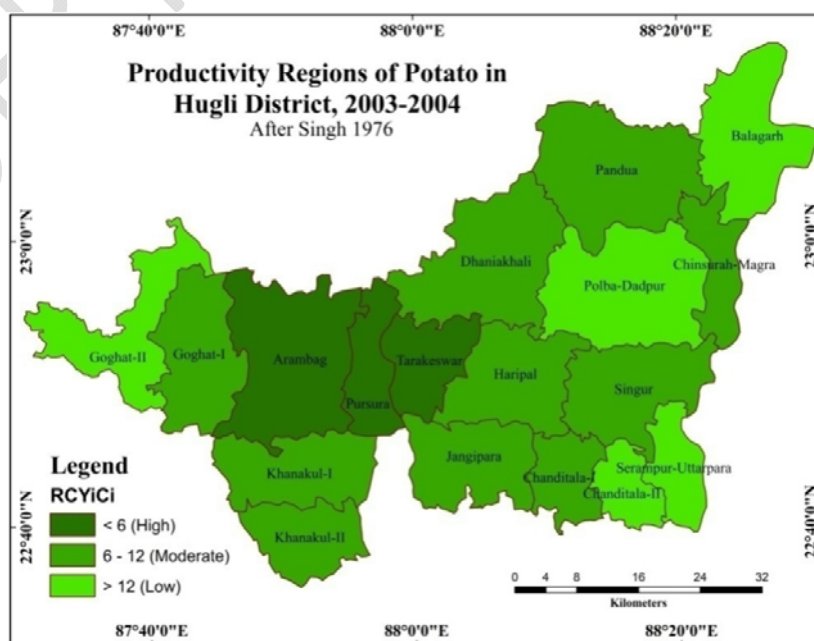 87°40'0"E 88°0'0"E 88°20'0"E
Productivity Regions of Potato in
Hugli District, 2003-2004
After Singh 1976
Balagarh
Pandua
23°0'0"N
23°0'0"N
Dhaniakhali
Chinsurah-Magra
Polba-Dadpur
Goghat-II
Goghat-I
Arambag
Tarakeswar
Haripal
Singur
Pursura
Jangipara
Serampur-Uttarpara
Khanakul-I
Chanditala-I
Chanditala-II
Khanakul-II
Legend
RCYiCi
< 6 (High)
6 - 12 (Moderate)
> 12 (Low)
22°40'0"N
22°40'0"N
0 4 8 16 24 32
Kilometers
87°40'0"E 88°0'0"E 88°20'0"E